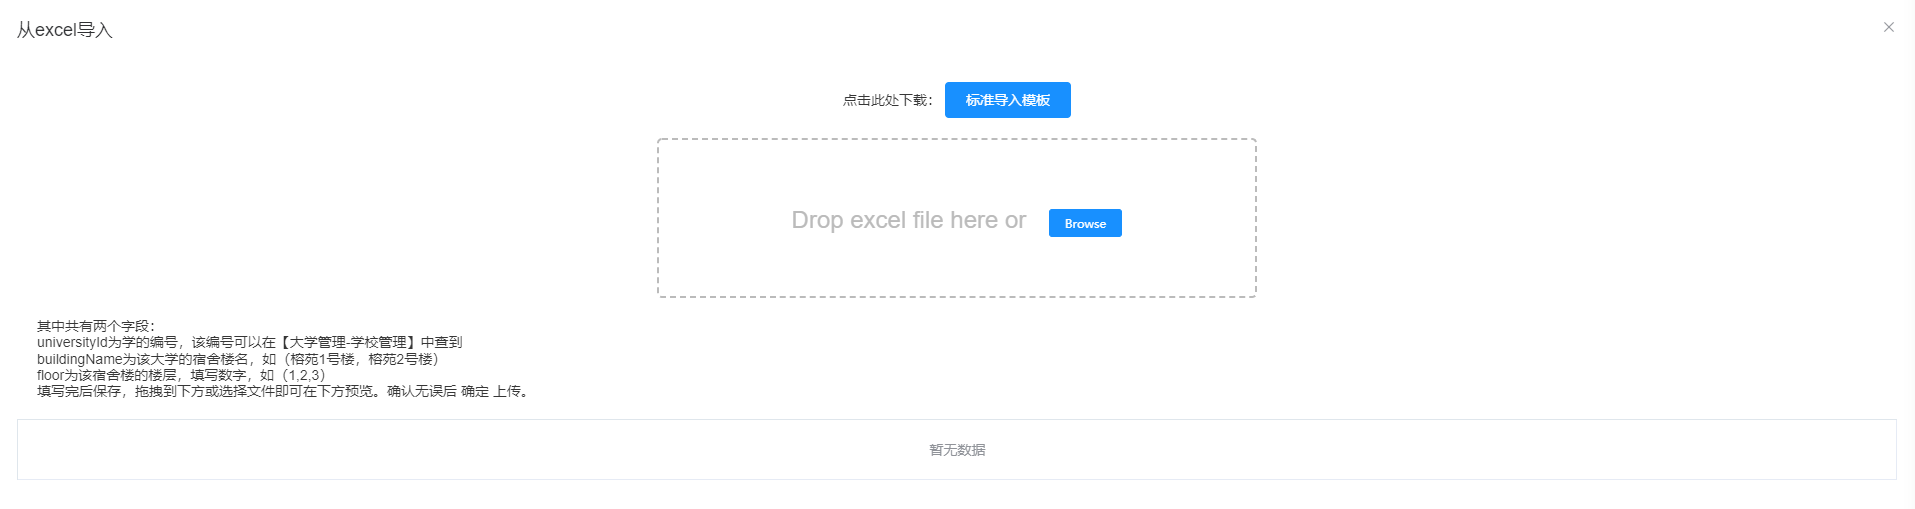 从excel导入
点击此处下载： 标准导入模板
Drop excel file here or Browse
其中共有两个字段：
universityId为学的编号，该编号可以在【大学管理-学校管理】中查到
buildingName为该大学的宿舍楼名，如（榕苑1号楼，榕苑2号楼）
floor为该宿舍楼的楼层，填写数字，如（1,2,3）
填写完后保存，拖拽到下方或选择文件即可在下方预览。确认无误后 确定 上传。
暂无数据